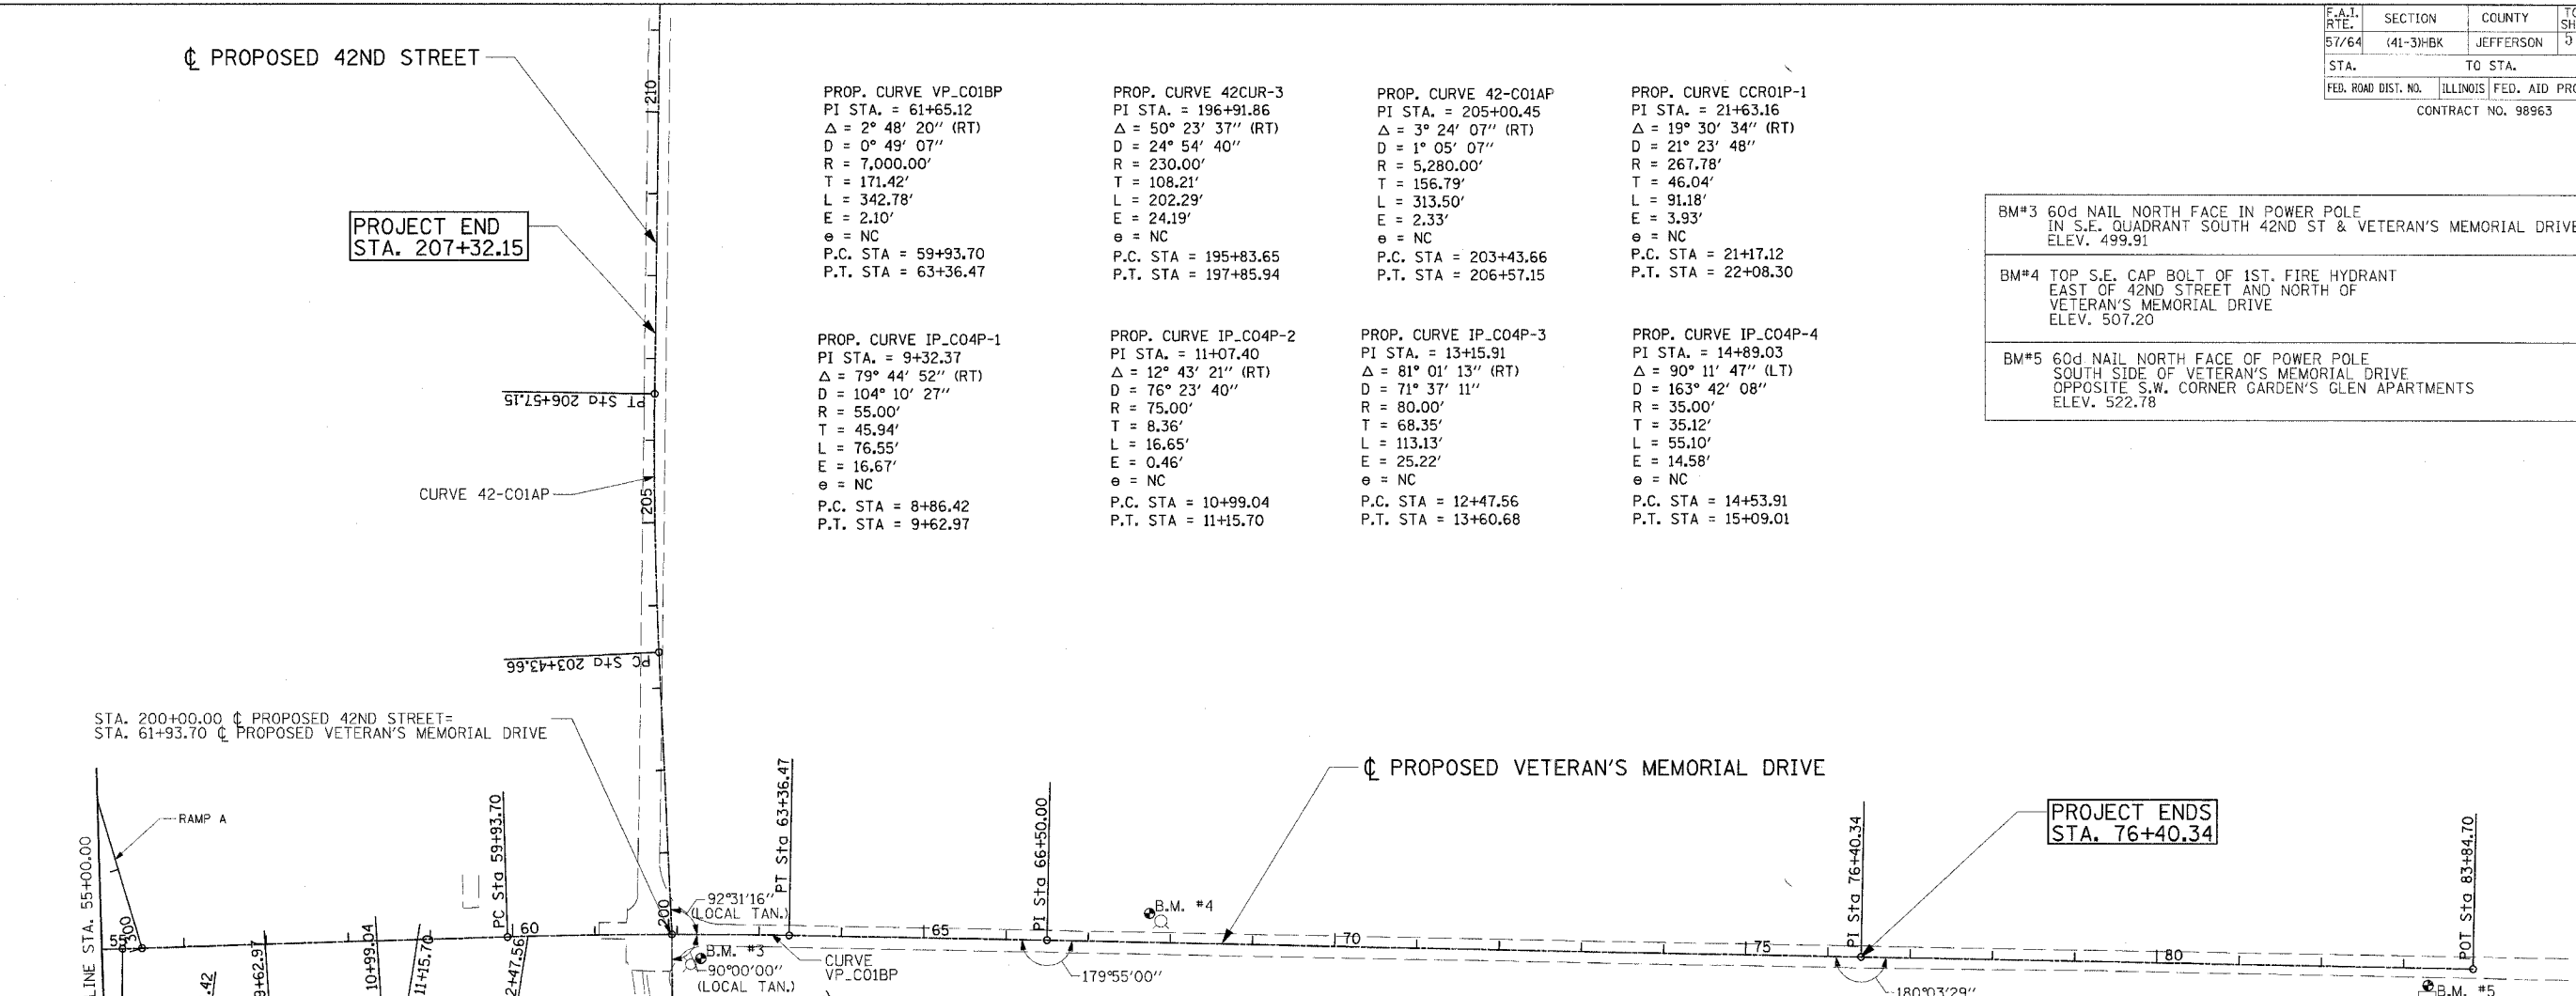 F.A.I. RTE. SECTION COUNTY
57/64 (41-3)HBK JEFFERSON 5
STA. TO STA.
FED. ROAD DIST. NO. ILLINOIS FED. AID
CONTRACT NO. 98963
℄ PROPOSED 42ND STREET
PROJECT END
STA. 207+32.15
210
PT Sta 206+57.15
CURVE 42-C01AP
205
PC Sta 203+43.66
PROP. CURVE VP_C01BP
PI STA. = 61+65.12
Δ = 2° 48' 20" (RT)
D = 0° 49' 07"
R = 7,000.00'
T = 171.42'
L = 342.78'
E = 2.10'
e = NC
P.C. STA = 59+93.70
P.T. STA = 63+36.47
PROP. CURVE 42CUR-3
PI STA. = 196+91.86
Δ = 50° 23' 37" (RT)
D = 24° 54' 40"
R = 230.00'
T = 108.21'
L = 202.29'
E = 24.19'
e = NC
P.C. STA = 195+83.65
P.T. STA = 197+85.94
PROP. CURVE 42-C01AP
PI STA. = 205+00.45
Δ = 3° 24' 07" (RT)
D = 1° 05' 07"
R = 5,280.00'
T = 156.79'
L = 313.50'
E = 2.33'
e = NC
P.C. STA = 203+43.66
P.T. STA = 206+57.15
PROP. CURVE CCR01P-1
PI STA. = 21+63.16
Δ = 19° 30' 34" (RT)
D = 21° 23' 48"
R = 267.78'
T = 46.04'
L = 91.18'
E = 3.93'
e = NC
P.C. STA = 21+17.12
P.T. STA = 22+08.30
PROP. CURVE IP_C04P-1
PI STA. = 9+32.37
Δ = 79° 44' 52" (RT)
D = 104° 10' 27"
R = 55.00'
T = 45.94'
L = 76.55'
E = 16.67'
e = NC
P.C. STA = 8+86.42
P.T. STA = 9+62.97
PROP. CURVE IP_C04P-2
PI STA. = 11+07.40
Δ = 12° 43' 21" (RT)
D = 76° 23' 40"
R = 75.00'
T = 8.36'
L = 16.65'
E = 0.46'
e = NC
P.C. STA = 10+99.04
P.T. STA = 11+15.70
PROP. CURVE IP_C04P-3
PI STA. = 13+15.91
Δ = 81° 01' 13" (RT)
D = 71° 37' 11"
R = 80.00'
T = 68.35'
L = 113.13'
E = 25.22'
e = NC
P.C. STA = 12+47.56
P.T. STA = 13+60.68
PROP. CURVE IP_C04P-4
PI STA. = 14+89.03
Δ = 90° 11' 47" (LT)
D = 163° 42' 08"
R = 35.00'
T = 35.12'
L = 55.10'
E = 14.58'
e = NC
P.C. STA = 14+53.91
P.T. STA = 15+09.01
BM#3 60d NAIL NORTH FACE IN POWER POLE
IN S.E. QUADRANT SOUTH 42ND ST & VETERAN'S MEMORIAL DRIVE
ELEV. 499.91
BM#4 TOP S.E. CAP BOLT OF 1ST. FIRE HYDRANT
EAST OF 42ND STREET AND NORTH OF
VETERAN'S MEMORIAL DRIVE
ELEV. 507.20
BM#5 60d NAIL NORTH FACE OF POWER POLE
SOUTH SIDE OF VETERAN'S MEMORIAL DRIVE
OPPOSITE S.W. CORNER GARDEN'S GLEN APARTMENTS
ELEV. 522.78
STA. 200+00.00 ℄ PROPOSED 42ND STREET=
STA. 61+93.70 ℄ PROPOSED VETERAN'S MEMORIAL DRIVE
RAMP A
LINE STA. 55+00.00
55
300
.42
9+62.97
10+99.04
11+15.70
PC Sta 59+93.70
2+47.56
60
200
92°31'16"
(LOCAL TAN.)
B.M. #3
90°00'00"
(LOCAL TAN.)
PT Sta 63+36.47
CURVE
VP_C01BP
65
PI Sta 66+50.00
179°55'00"
B.M. #4
℄ PROPOSED VETERAN'S MEMORIAL DRIVE
70
75
PI Sta 76+40.34
180°03'29"
PROJECT ENDS
STA. 76+40.34
80
POT Sta 83+84.70
B.M. #5